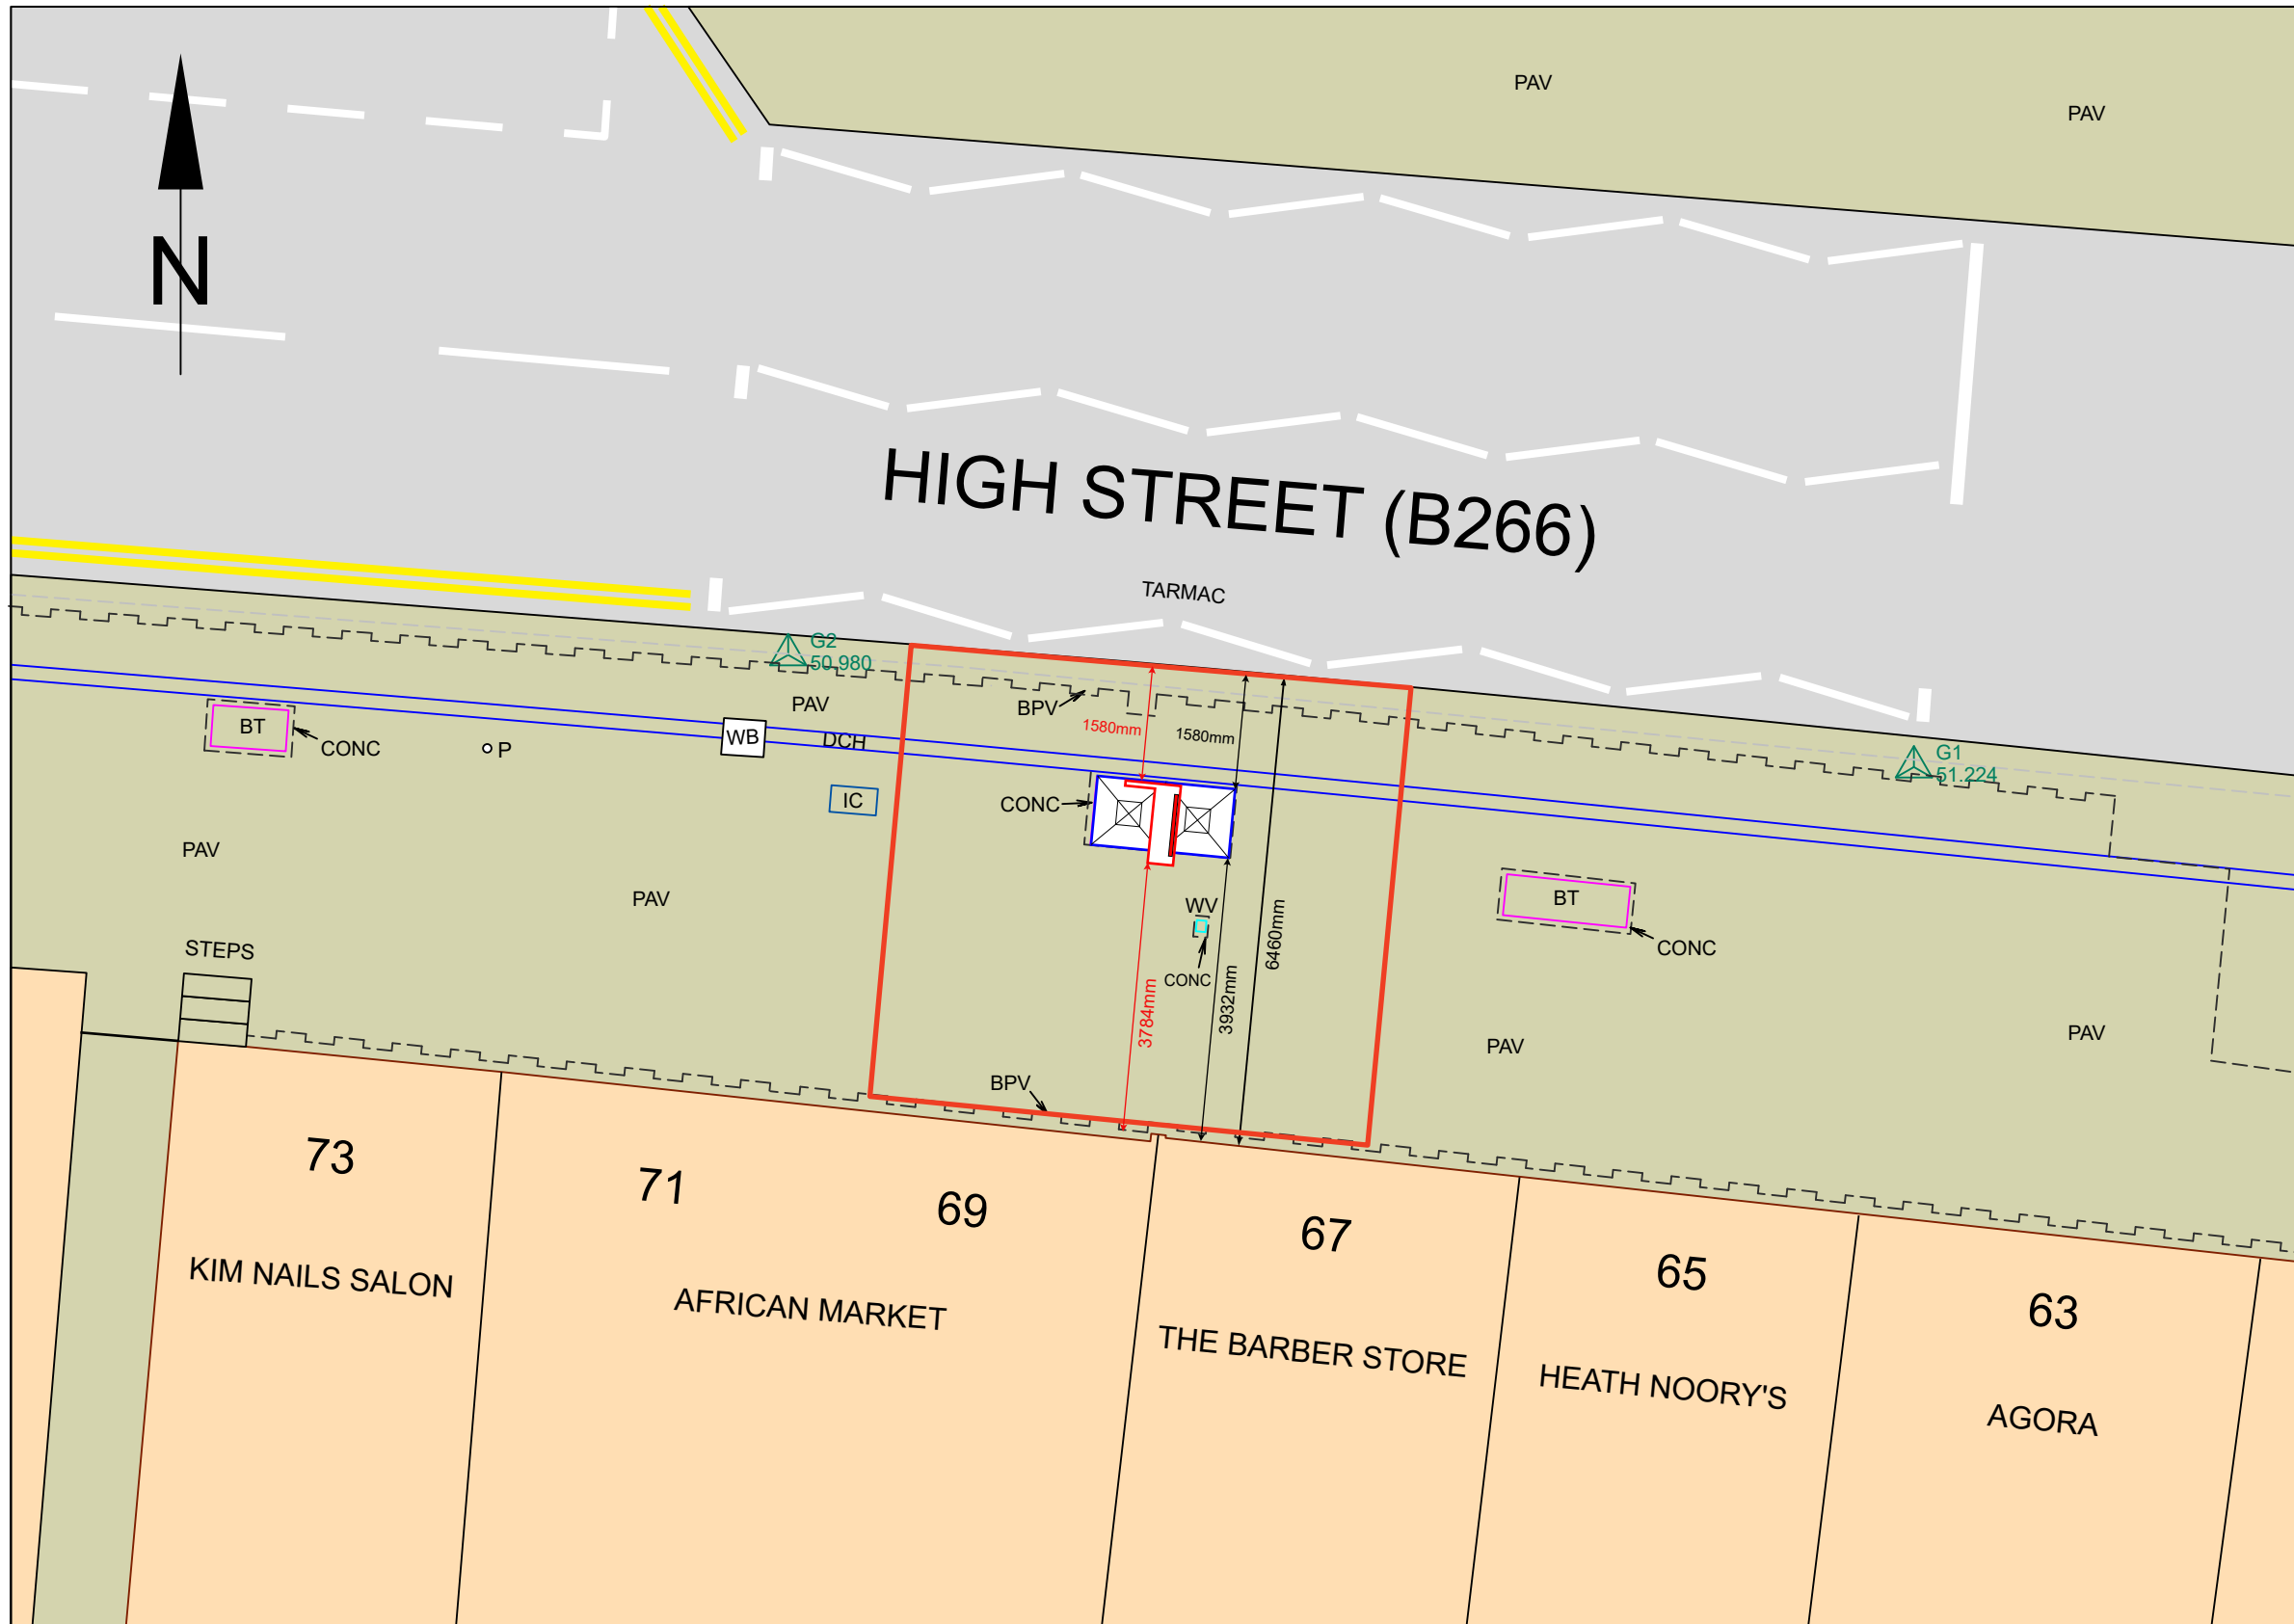 PAV
PAV
N
HIGH STREET (B266)
TARMAC
G2
50.980
PAV
BPV
1580mm
1580mm
BT
CONC
P
WB
DCH
G1
51.224
IC
CONC
PAV
PAV
WV
BT
CONC
STEPS
CONC
6460mm
3932mm
3784mm
PAV
PAV
BPV
73
71
69
67
65
63
KIM NAILS SALON
AFRICAN MARKET
THE BARBER STORE
HEATH NOORY'S
AGORA